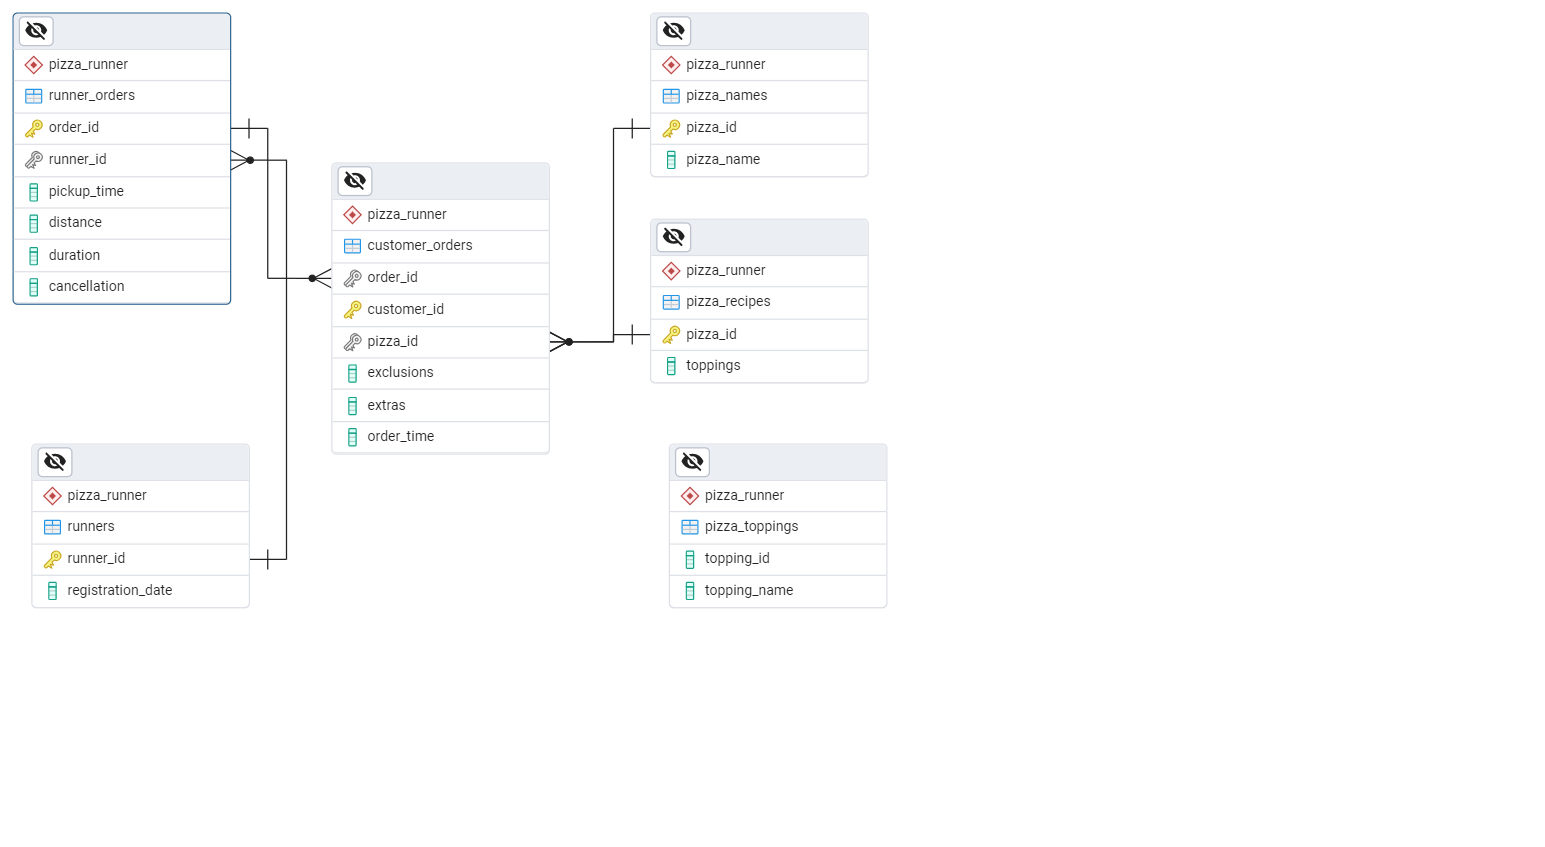 pizza_runner
runner_orders
order_id
runner_id
pickup_time
distance
duration
cancellation
pizza_runner
customer_orders
order_id
customer_id
pizza_id
exclusions
extras
order_time
pizza_runner
pizza_names
pizza_id
pizza_name
pizza_runner
pizza_recipes
pizza_id
toppings
pizza_runner
runners
runner_id
registration_date
pizza_runner
pizza_toppings
topping_id
topping_name